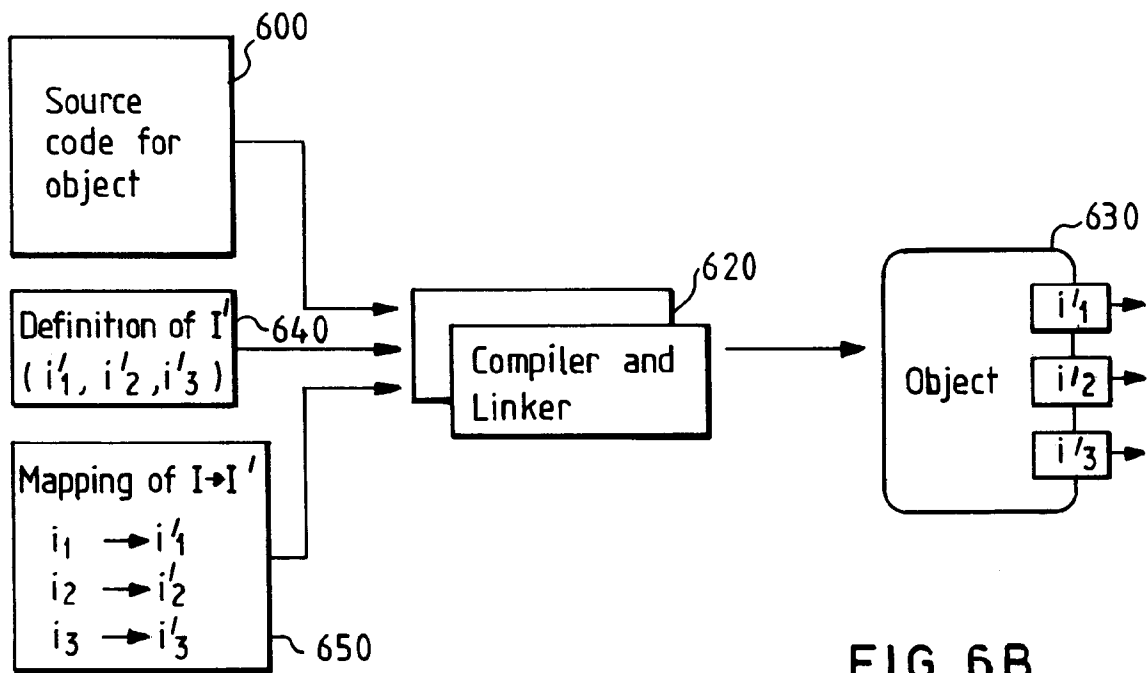 600
Source
code for
object
Definition of I'
(i'1, i'2, i'3)
640
Mapping of I→I'
i1 → i'1
i2 → i'2
i3 → i'3
650
620
Compiler and
Linker
630
Object
i'1
i'2
i'3
FIG 6B